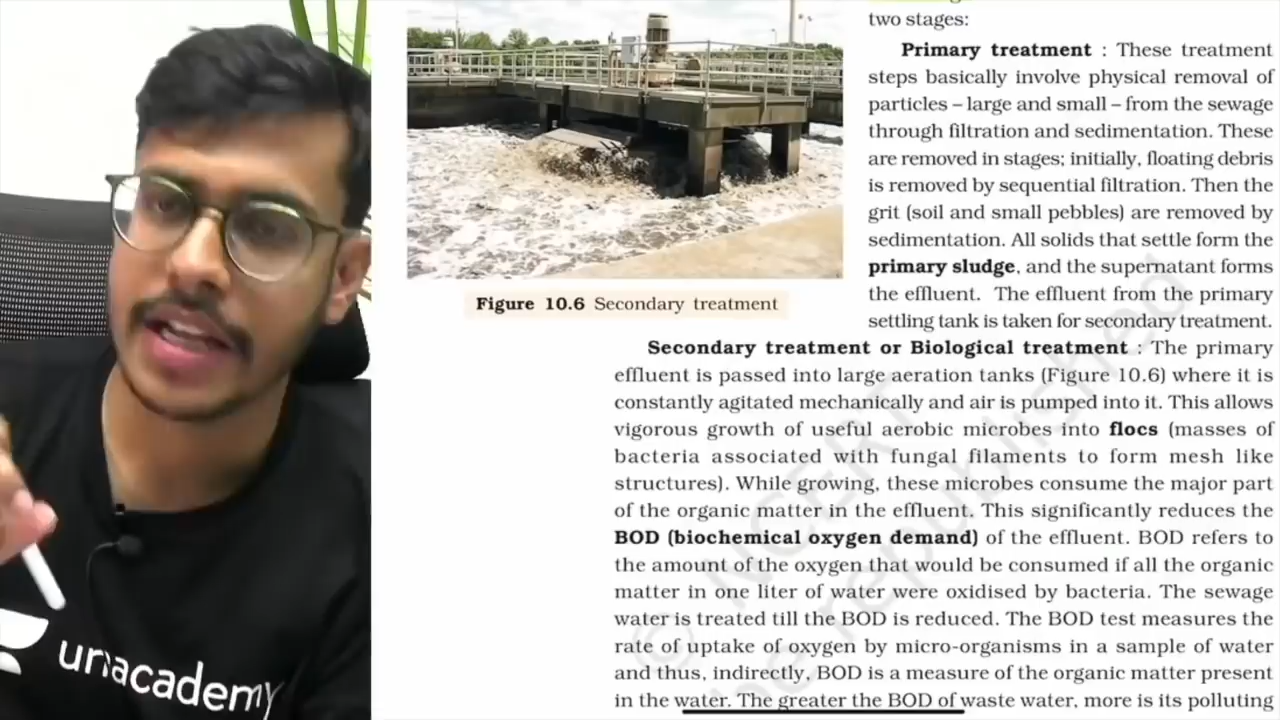 two stages:
Primary treatment : These treatment
steps basically involve physical removal of
particles – large and small – from the sewage
through filtration and sedimentation. These
are removed in stages; initially, floating debris
is removed by sequential filtration. Then the
grit (soil and small pebbles) are removed by
sedimentation. All solids that settle form the
primary sludge, and the supernatant forms
the effluent. The effluent from the primary
settling tank is taken for secondary treatment.
Figure 10.6 Secondary treatment
Secondary treatment or Biological treatment : The primary
effluent is passed into large aeration tanks (Figure 10.6) where it is
constantly agitated mechanically and air is pumped into it. This allows
vigorous growth of useful aerobic microbes into flocs (masses of
bacteria associated with fungal filaments to form mesh like
structures). While growing, these microbes consume the major part
of the organic matter in the effluent. This significantly reduces the
BOD (biochemical oxygen demand) of the effluent. BOD refers to
the amount of the oxygen that would be consumed if all the organic
matter in one liter of water were oxidised by bacteria. The sewage
water is treated till the BOD is reduced. The BOD test measures the
rate of uptake of oxygen by micro-organisms in a sample of water
and thus, indirectly, BOD is a measure of the organic matter present
in the water. The greater the BOD of waste water, more is its polluting
unacademy
© NCERT
be republished